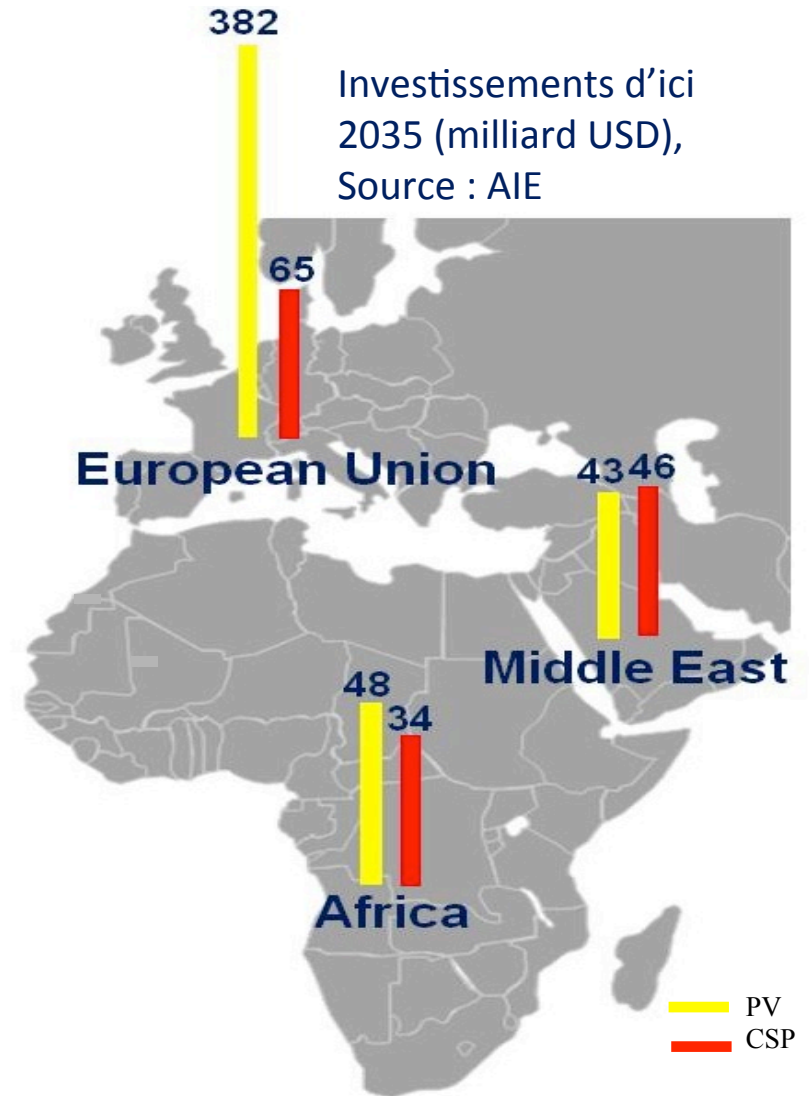 382
Investissements d’ici
2035 (milliard USD),
Source : AIE
65
European Union
43 46
Middle East
48
34
Africa
PV
CSP